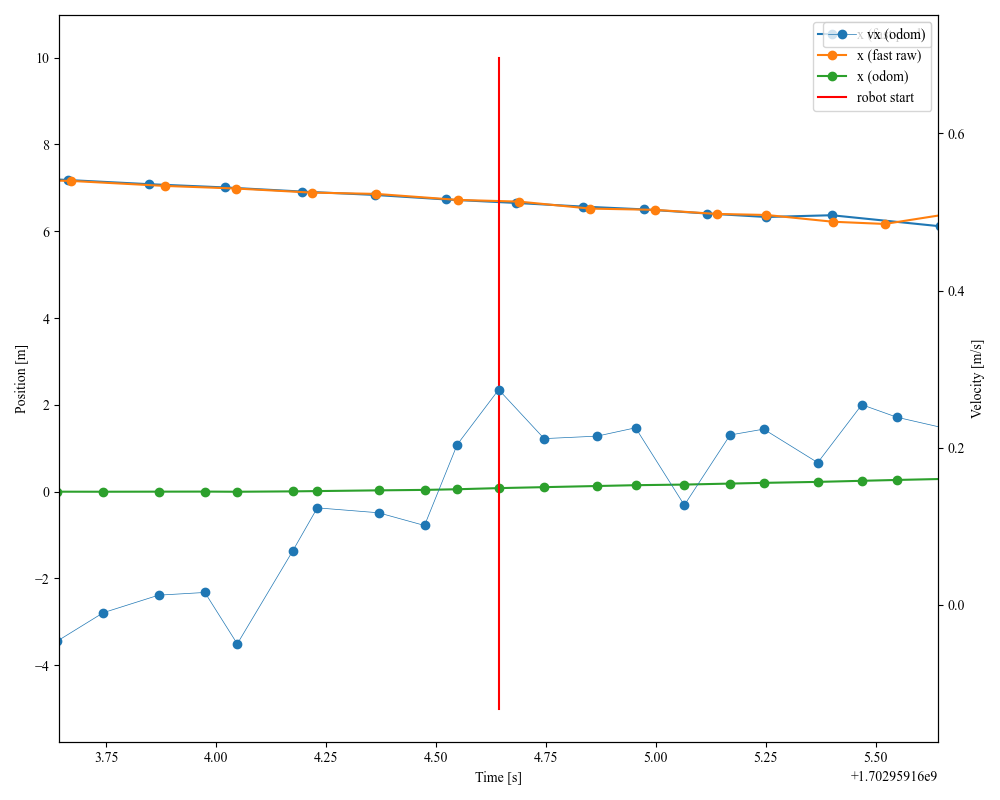 vx (odom)
x (fast raw)
x (odom)
robot start
10
8
6
4
2
0
−2
−4
Position [m]
0.6
0.4
0.2
0.0
Velocity [m/s]
3.75 4.00 4.25 4.50 4.75 5.00 5.25 5.50
Time [s]
+1.70295916e9